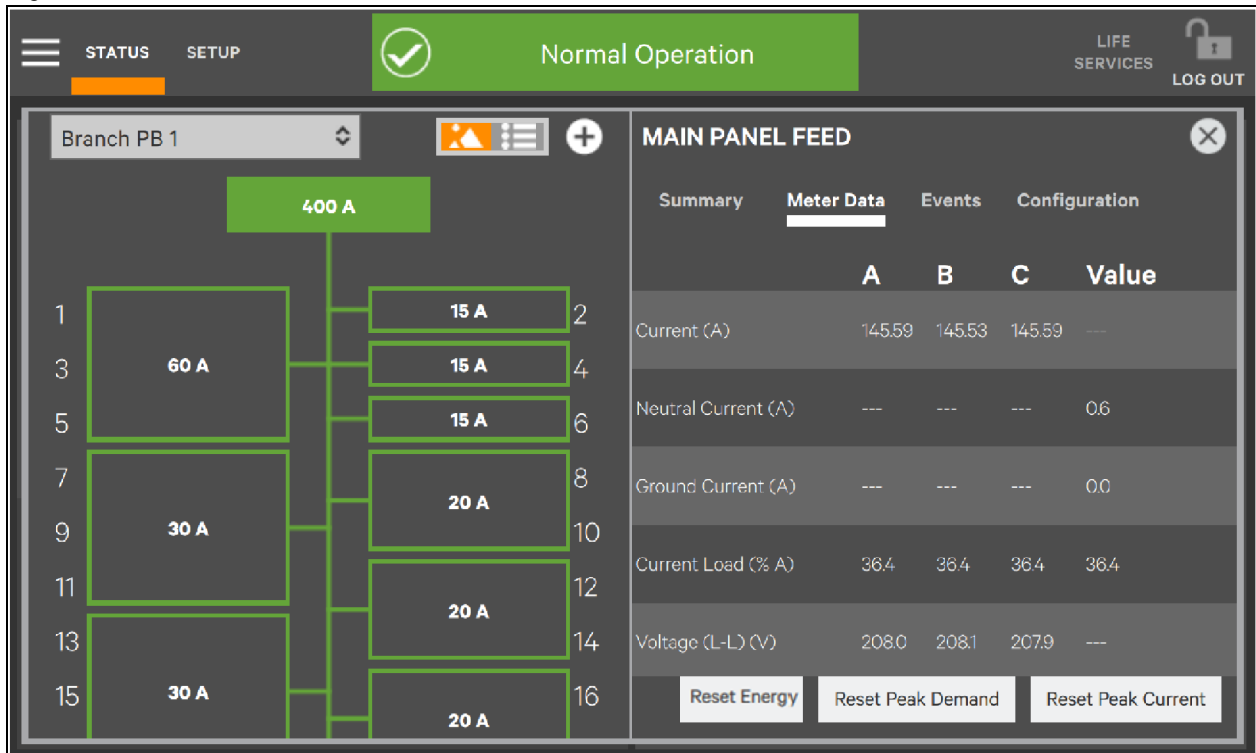 STATUS SETUP
Normal Operation
LIFE
SERVICES
LOG OUT
Branch PB 1
400 A
1
3
5
60 A
15 A
2
15 A
4
15 A
6
7
9
11
30 A
20 A
8
10
20 A
12
14
13
15
30 A
20 A
16
MAIN PANEL FEED
Summary Meter Data Events Configuration
A B C Value
Current (A) 145.59 145.53 145.59 ---
Neutral Current (A) --- --- --- 0.6
Ground Current (A) --- --- --- 0.0
Current Load (% A) 36.4 36.4 36.4 36.4
Voltage (L-L) (V) 208.0 208.1 207.9 ---
Reset Energy Reset Peak Demand Reset Peak Current